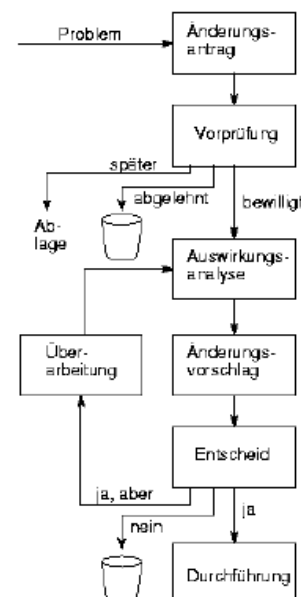 Problem
Änderungs-
antrag
Vorprüfung
später
abgelehnt
bewilligt
Ab-
lage
Auswirkungs-
analyse
Über-
arbeitung
Änderungs-
vorschlag
Entscheid
ja, aber
nein
ja
Durchführung